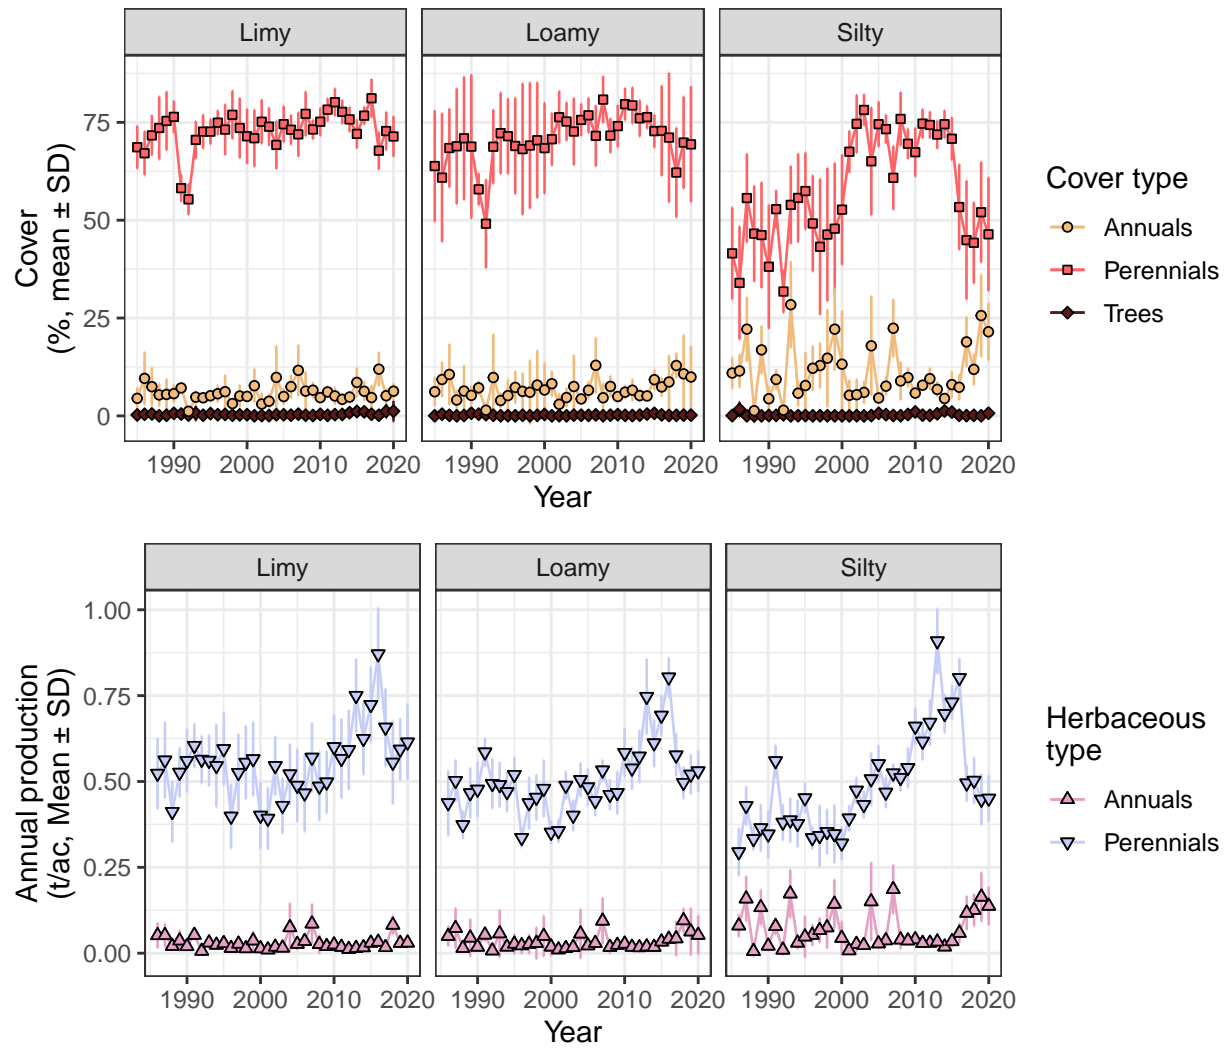 Limy Loamy Silty
75
50
25
0
Cover
(%, mean ± SD)
1990 2000 2010 2020 1990 2000 2010 2020 1990 2000 2010 2020
Year
Cover type
Annuals
Perennials
Trees
Limy Loamy Silty
1.00
0.75
0.50
0.25
0.00
Annual production
(t/ac, Mean ± SD)
1990 2000 2010 2020 1990 2000 2010 2020 1990 2000 2010 2020
Year
Herbaceous
type
Annuals
Perennials